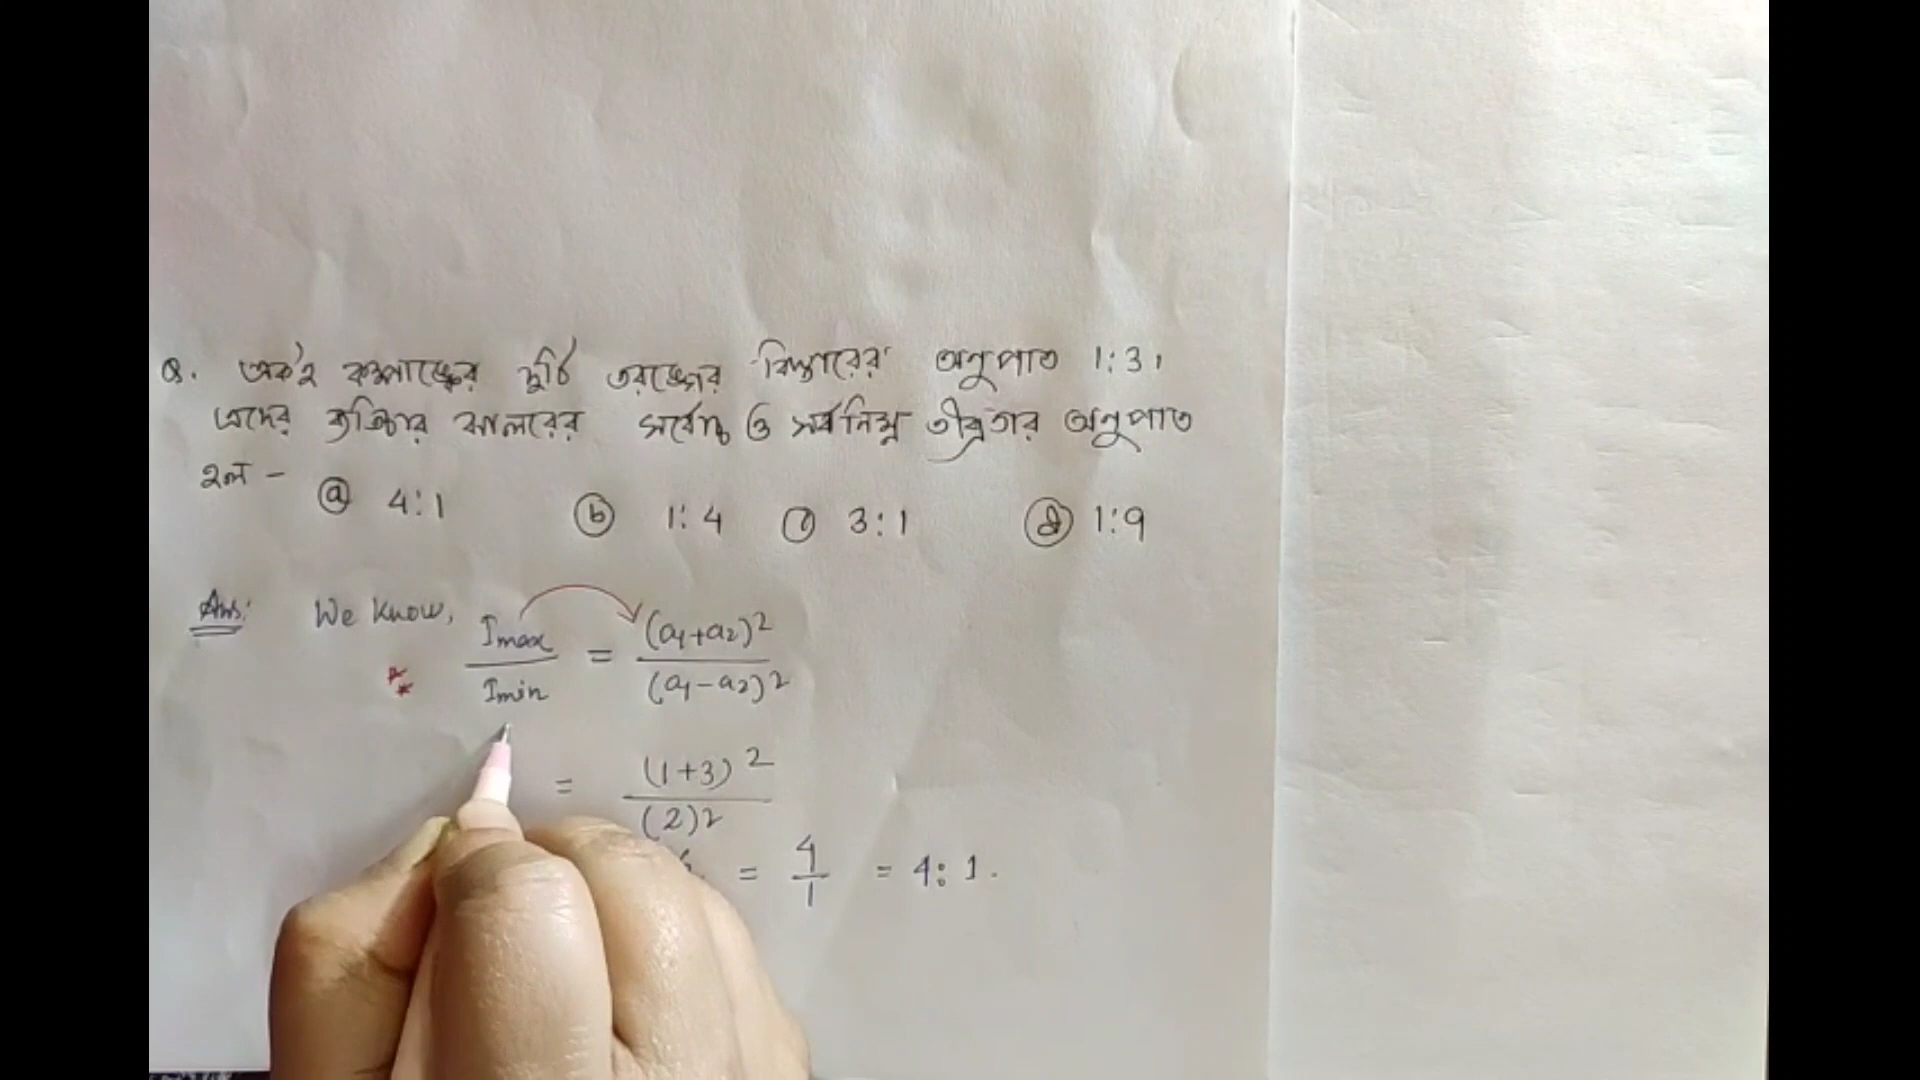 Q. একই কম্পাঙ্কের দুটি তরঙ্গের বিস্তারের অনুপাত 1:3।
এদের ব্যতিচার ঝালরের সর্বোচ্চ ও সর্বনিম্ন তীব্রতার অনুপাত
হল - ⓐ 4:1 ⓑ 1:4 ⓒ 3:1 ⓓ 1:9
Ans: We know, Imax / Imin = (a1+a2)² / (a1-a2)²
= (1+3)² / (2)²
= 4/1 = 4:1.